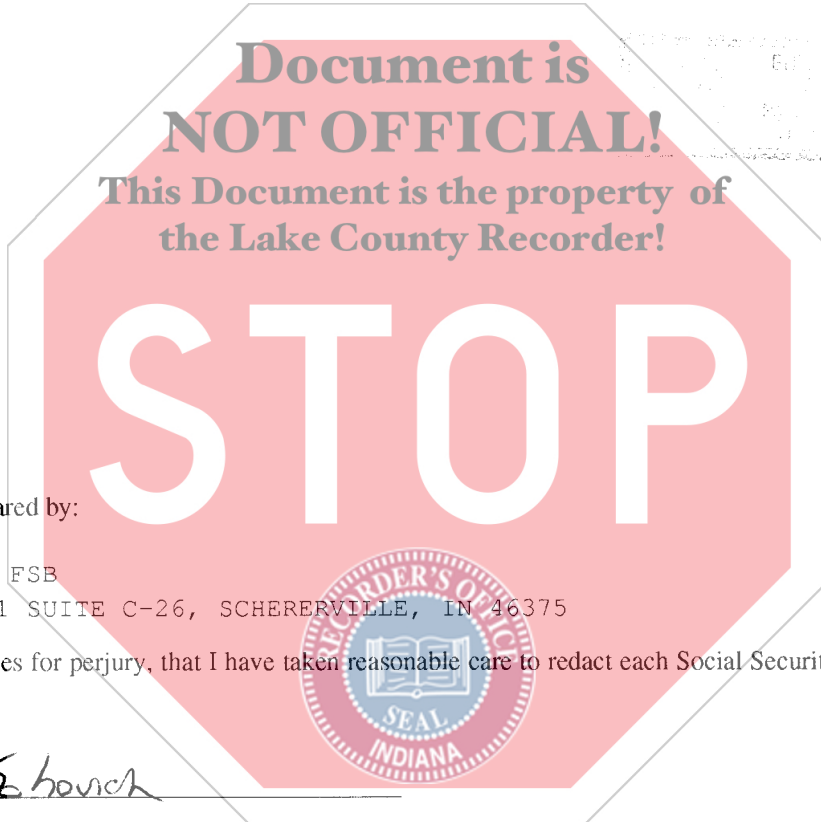 Document is
NOT OFFICIAL!
This Document is the property of
the Lake County Recorder!
STOP
ared by:
FSB
1 SUITE C-26, SCHERERVILLE, IN 46375
es for perjury, that I have taken reasonable care to redact each Social Securit
RECORDER'S OFFICE
SEAL
INDIANA
hovich